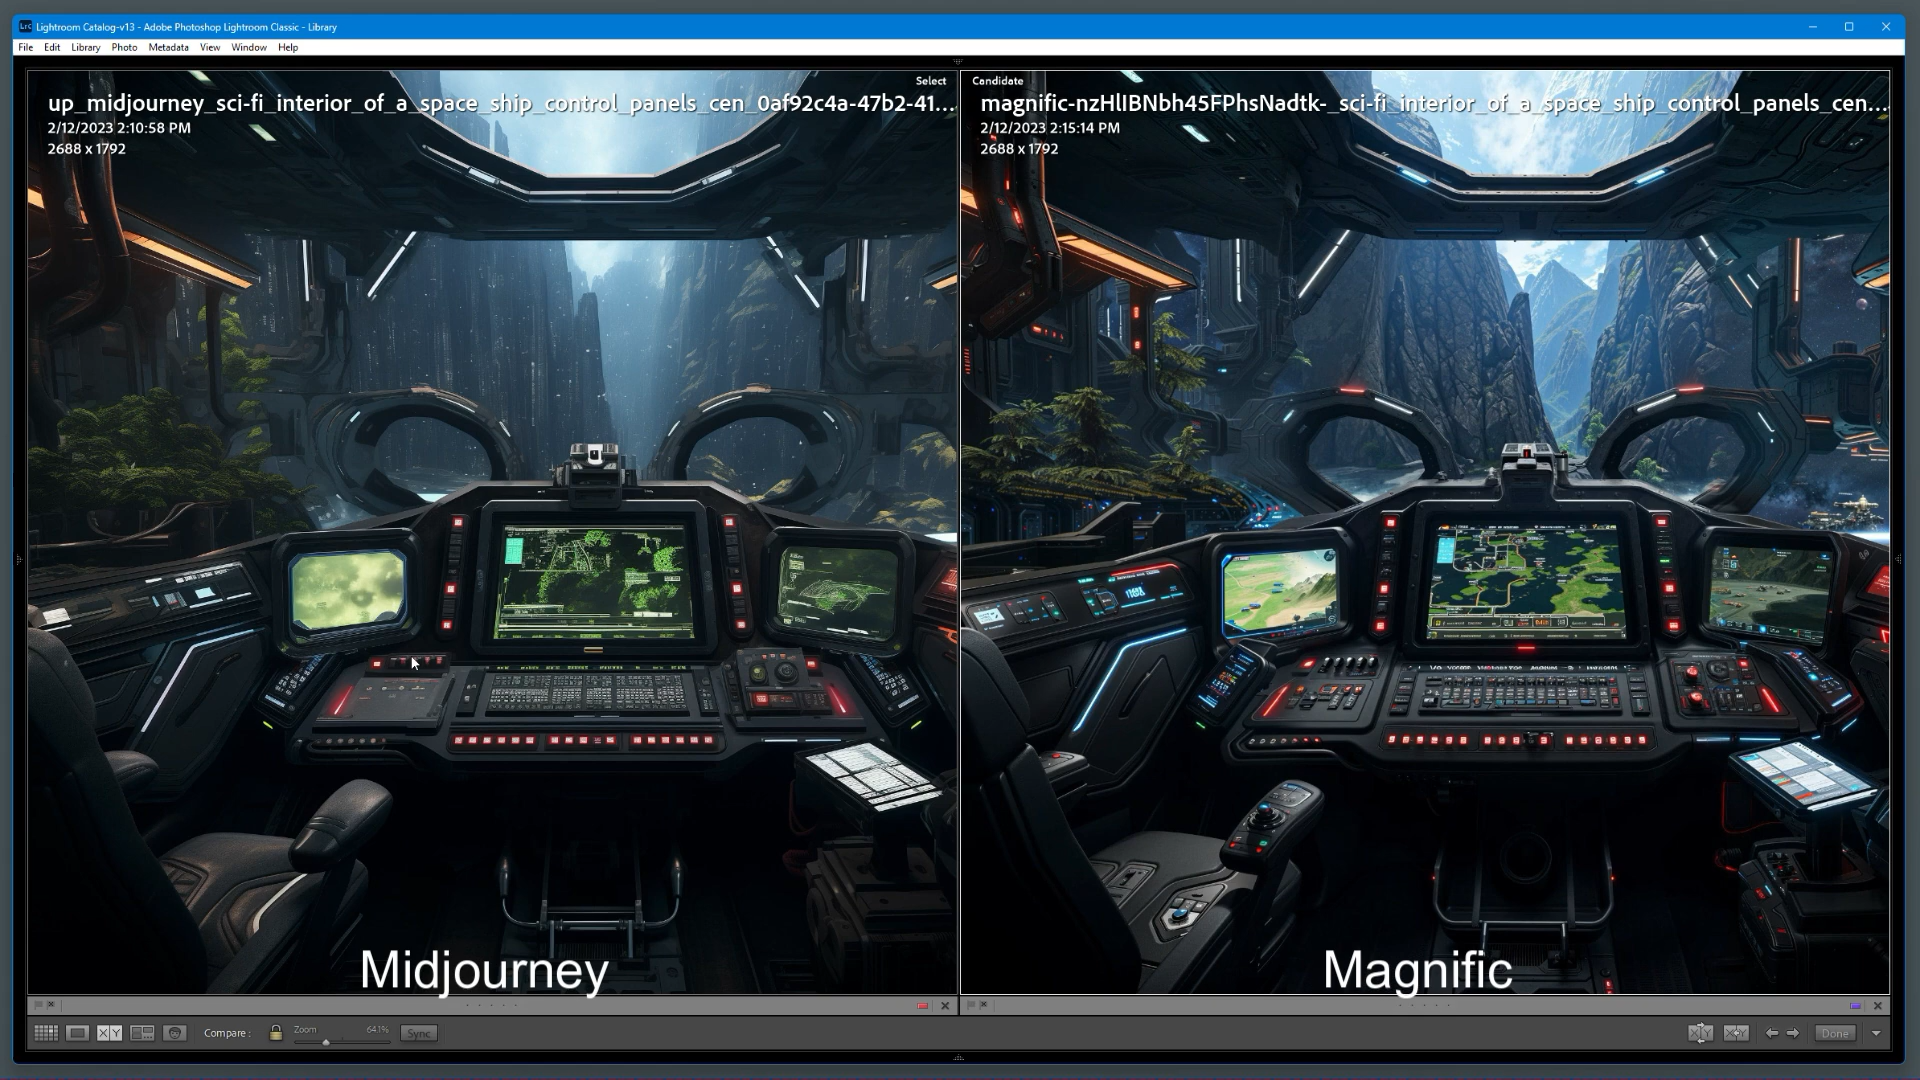 Lightroom Catalog-v13 - Adobe Photoshop Lightroom Classic - Library
File Edit Library Photo Metadata View Window Help
Select
up_midjourney_sci-fi_interior_of_a_space_ship_control_panels_cen_0af92c4a-47b2-41...
2/12/2023 2:10:58 PM
2688 x 1792
Candidate
magnific-nzHlIBNbh45FPhsNadtk-_sci-fi_interior_of_a_space_ship_control_panels_cen...
2/12/2023 2:15:14 PM
2688 x 1792
Midjourney
Magnific
Compare : Zoom 64.1% Sync
Done